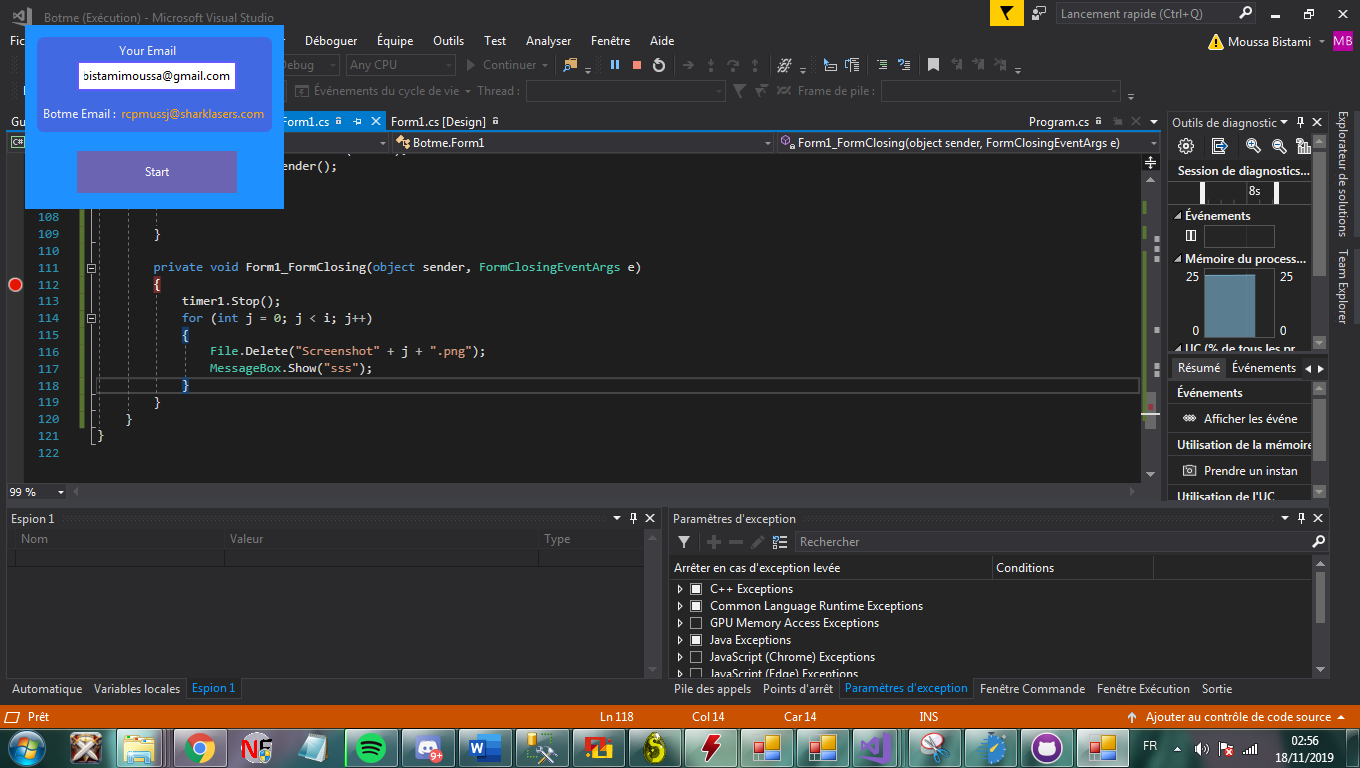 Botme (Exécution) - Microsoft Visual Studio
Lancement rapide (Ctrl+Q)
Déboguer Équipe Outils Test Analyser Fenêtre Aide
Moussa Bistami MB
Your Email
bistamimoussa@gmail.com
Botme Email : rcpmussj@sharklasers.com
Start
Any CPU Continuer
Événements du cycle de vie Thread : Frame de pile :
Form1.cs Form1.cs [Design] Program.cs
C# Botme.Form1 Form1_FormClosing(object sender, FormClosingEventArgs e)
ender();
108
109 }
110
111 private void Form1_FormClosing(object sender, FormClosingEventArgs e)
112 {
113 timer1.Stop();
114 for (int j = 0; j < i; j++)
115 {
116 File.Delete("Screenshot" + j + ".png");
117 MessageBox.Show("sss");
118 }
119 }
120 }
121 }
122
99 %
Outils de diagnostic
Session de diagnostics...
8s
Événements
Mémoire du process...
25 25
0 0
UC (% de tous les pr
Résumé Événements
Événements
Afficher les événe
Utilisation de la mémoire
Prendre un instan
Utilisation de l'UC
Explorateur de solutions
Team Explorer
Espion 1
Nom Valeur Type
Automatique Variables locales Espion 1
Paramètres d'exception
Rechercher
Arrêter en cas d'exception levée Conditions
C++ Exceptions
Common Language Runtime Exceptions
GPU Memory Access Exceptions
Java Exceptions
JavaScript (Chrome) Exceptions
JavaScript (Edge) Exceptions
Pile des appels Points d'arrêt Paramètres d'exception Fenêtre Commande Fenêtre Exécution Sortie
Prêt Ln 118 Col 14 Car 14 INS Ajouter au contrôle de code source
FR 02:56
18/11/2019